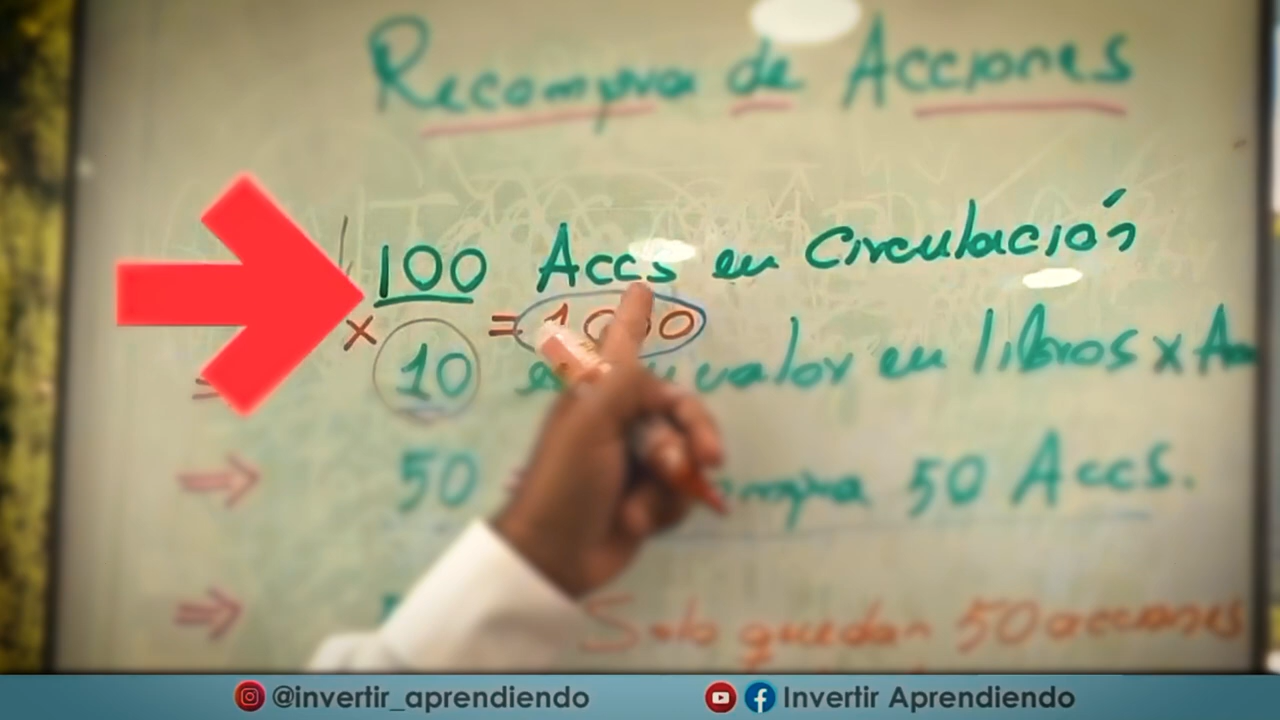 Recompra de Acciones
100 Accs en Circulación
x 10 = 1000
valor en libros x
50 50 Accs.
Solo quedan 50 acciones
@invertir_aprendiendo Invertir Aprendiendo